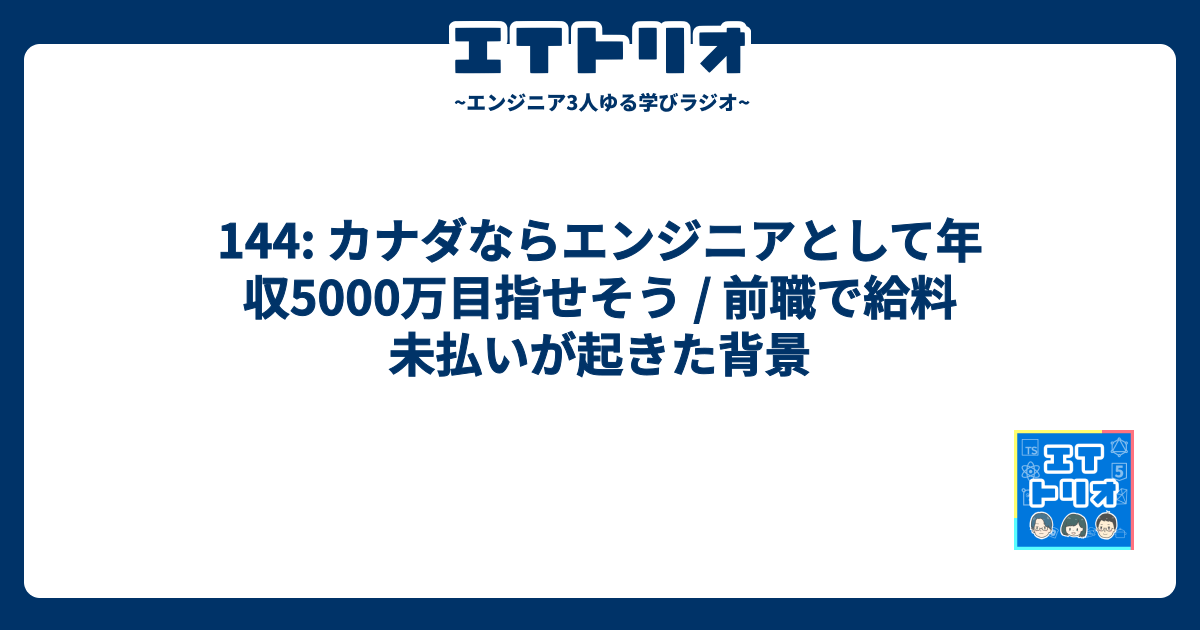 エイトリオ
~エンジニア3人ゆる学びラジオ~
144: カナダならエンジニアとして年
収5000万目指せそう / 前職で給料
未払いが起きた背景
TS
5
エイ
トリオ